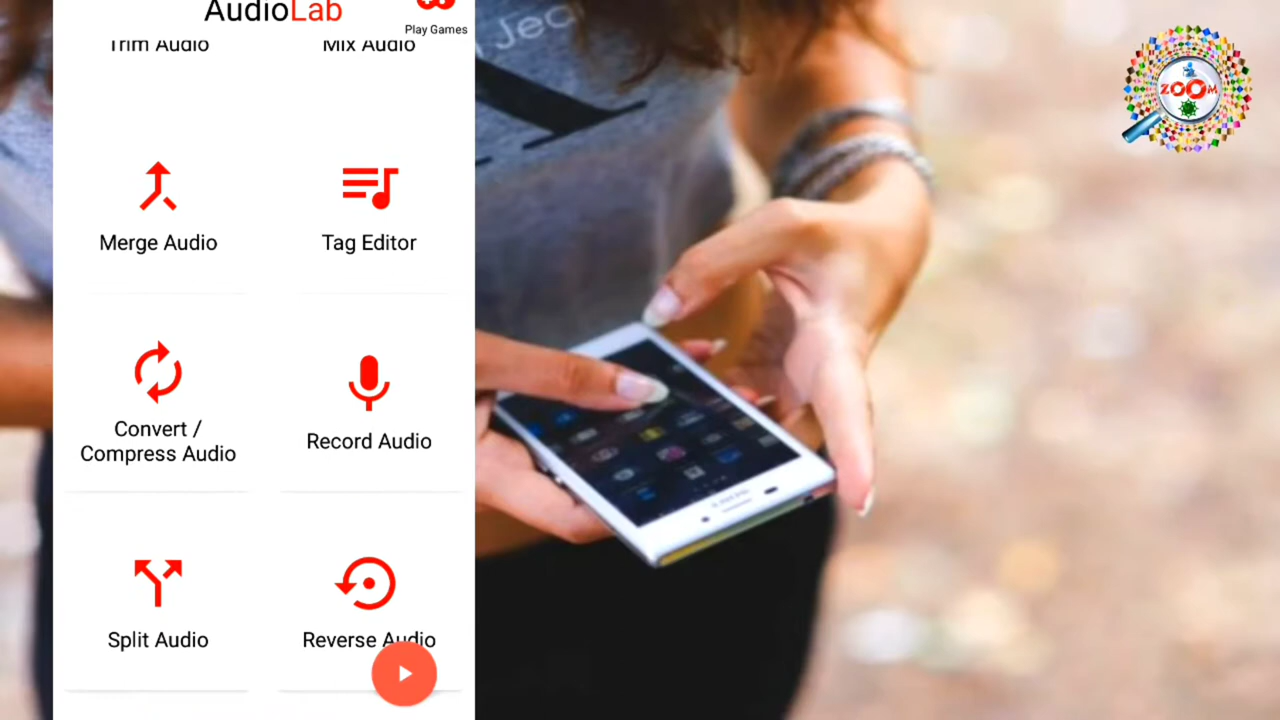 AudioLab
Play Games
Trim Audio
Mix Audio
Merge Audio
Tag Editor
Convert /
Compress Audio
Record Audio
Split Audio
Reverse Audio
Jec
ZOOM